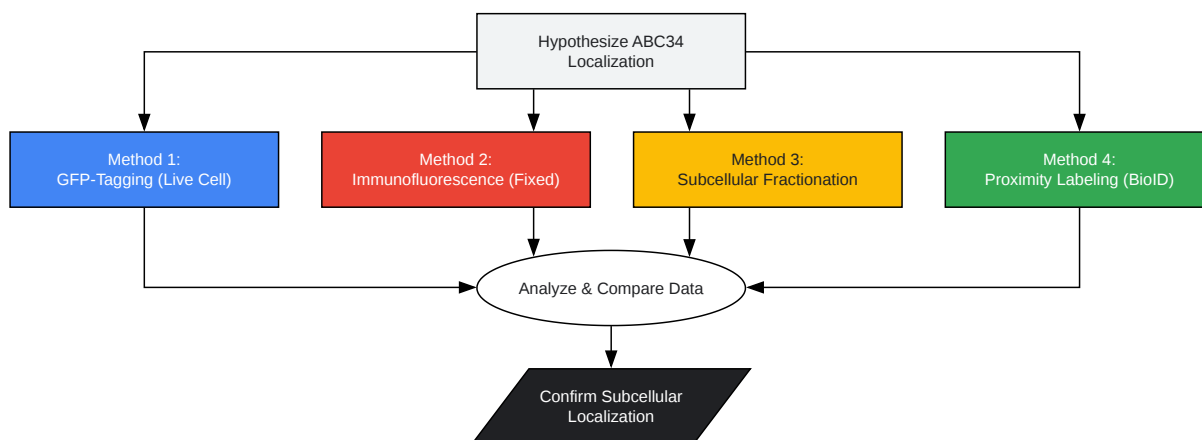 Hypothesize ABC34
Localization
Method 1:
GFP-Tagging (Live Cell)
Method 2:
Immunofluorescence (Fixed)
Method 3:
Subcellular Fractionation
Method 4:
Proximity Labeling (BioID)
Analyze & Compare Data
Confirm Subcellular
Localization